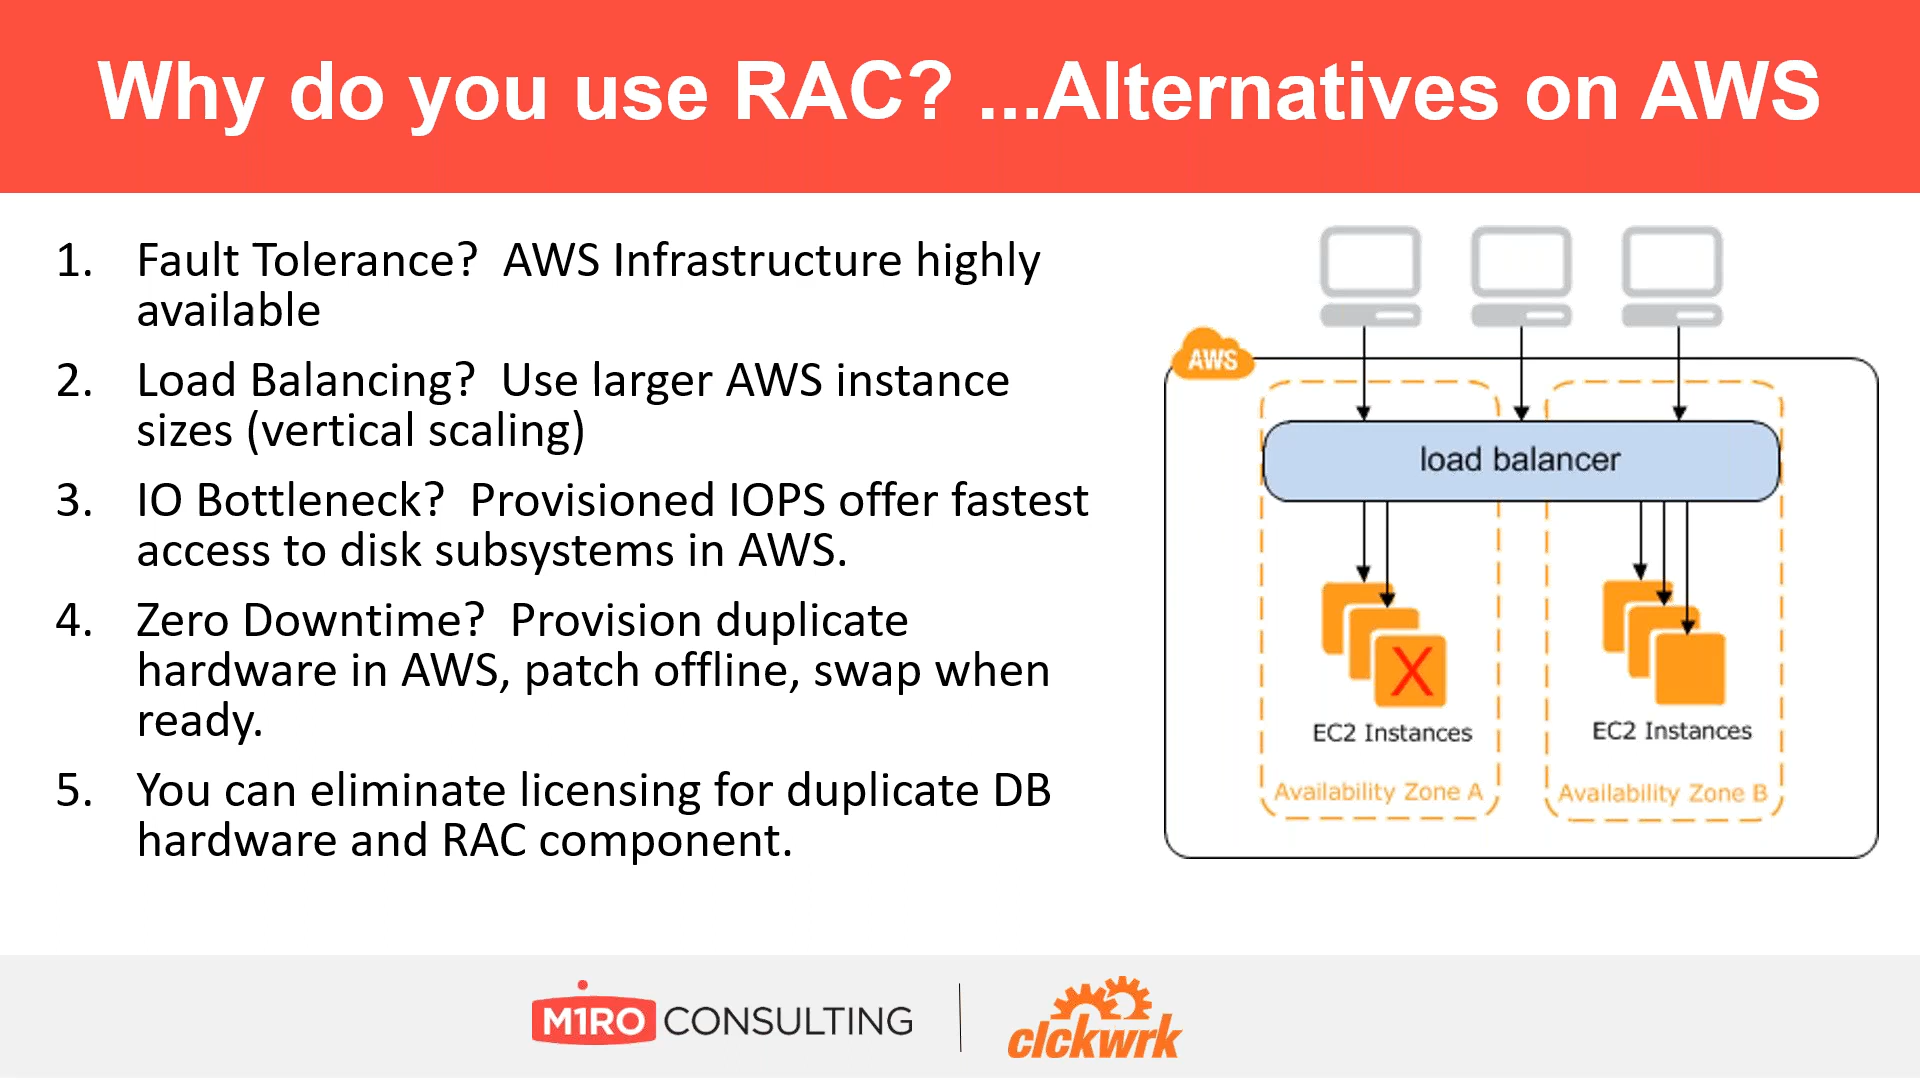 Why do you use RAC? ...Alternatives on AWS
1. Fault Tolerance? AWS Infrastructure highly
available
2. Load Balancing? Use larger AWS instance
sizes (vertical scaling)
3. IO Bottleneck? Provisioned IOPS offer fastest
access to disk subsystems in AWS.
4. Zero Downtime? Provision duplicate
hardware in AWS, patch offline, swap when
ready.
5. You can eliminate licensing for duplicate DB
hardware and RAC component.
AWS
load balancer
X
EC2 Instances
EC2 Instances
Availability Zone A
Availability Zone B
M1RO CONSULTING
clckwrk